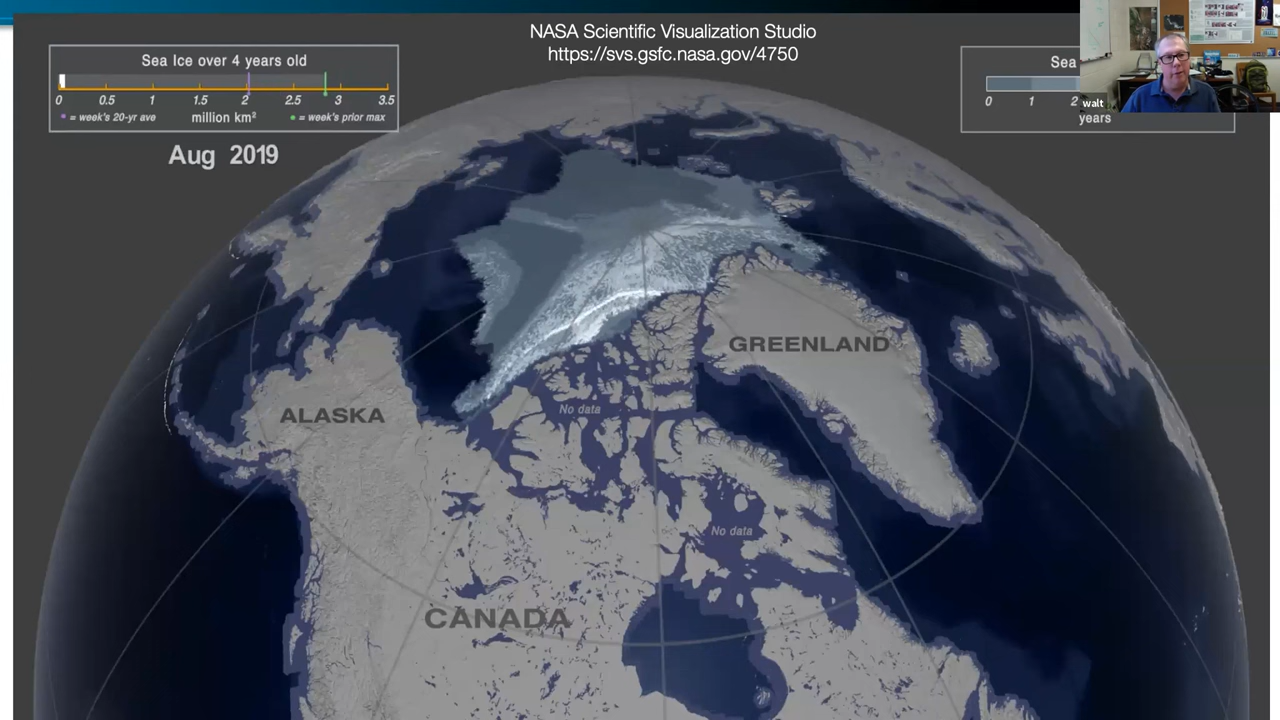 NASA Scientific Visualization Studio
https://svs.gsfc.nasa.gov/4750
Sea Ice over 4 years old
0 0.5 1 1.5 2 2.5 3 3.5
= week's 20-yr ave million km² = week's prior max
Aug 2019
Sea
0 1 2
years
walt
GREENLAND
ALASKA
No data
No data
CANADA